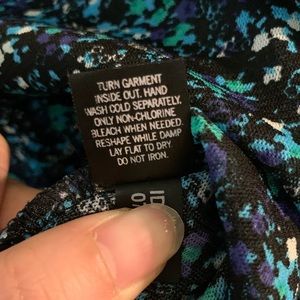 TURN GARMENT
INSIDE OUT. HAND
WASH COLD SEPARATELY.
ONLY NON-CHLORINE
BLEACH WHEN NEEDED
RESHAPE WHILE DAMP
LAY FLAT TO DRY.
DO NOT IRON.